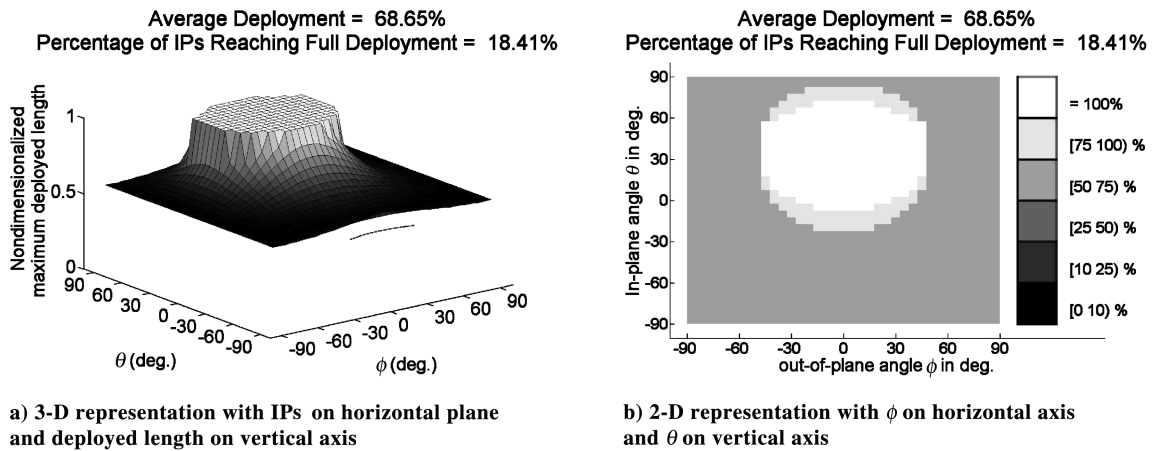 Average Deployment = 68.65%
Percentage of IPs Reaching Full Deployment = 18.41%
Nondimensionalized
maximum deployed length
1
0.5
0
90
60
30
0
-30
-60
-90
θ (deg.)
-90
-60
-30
0
30
60
90
ϕ (deg.)
a) 3-D representation with IPs on horizontal plane
and deployed length on vertical axis
Average Deployment = 68.65%
Percentage of IPs Reaching Full Deployment = 18.41%
In-plane angle θ in deg.
90
60
30
0
-30
-60
-90
-90
-60
-30
0
30
60
90
out-of-plane angle ϕ in deg.
= 100%
[75 100) %
[50 75) %
[25 50) %
[10 25) %
[0 10) %
b) 2-D representation with ϕ on horizontal axis
and θ on vertical axis